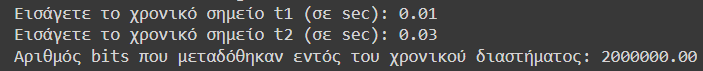 Εισάγετε το χρονικό σημείο t1 (σε sec): 0.01
Εισάγετε το χρονικό σημείο t2 (σε sec): 0.03
Αριθμός bits που μεταδόθηκαν εντός του χρονικού διαστήματος: 2000000.00